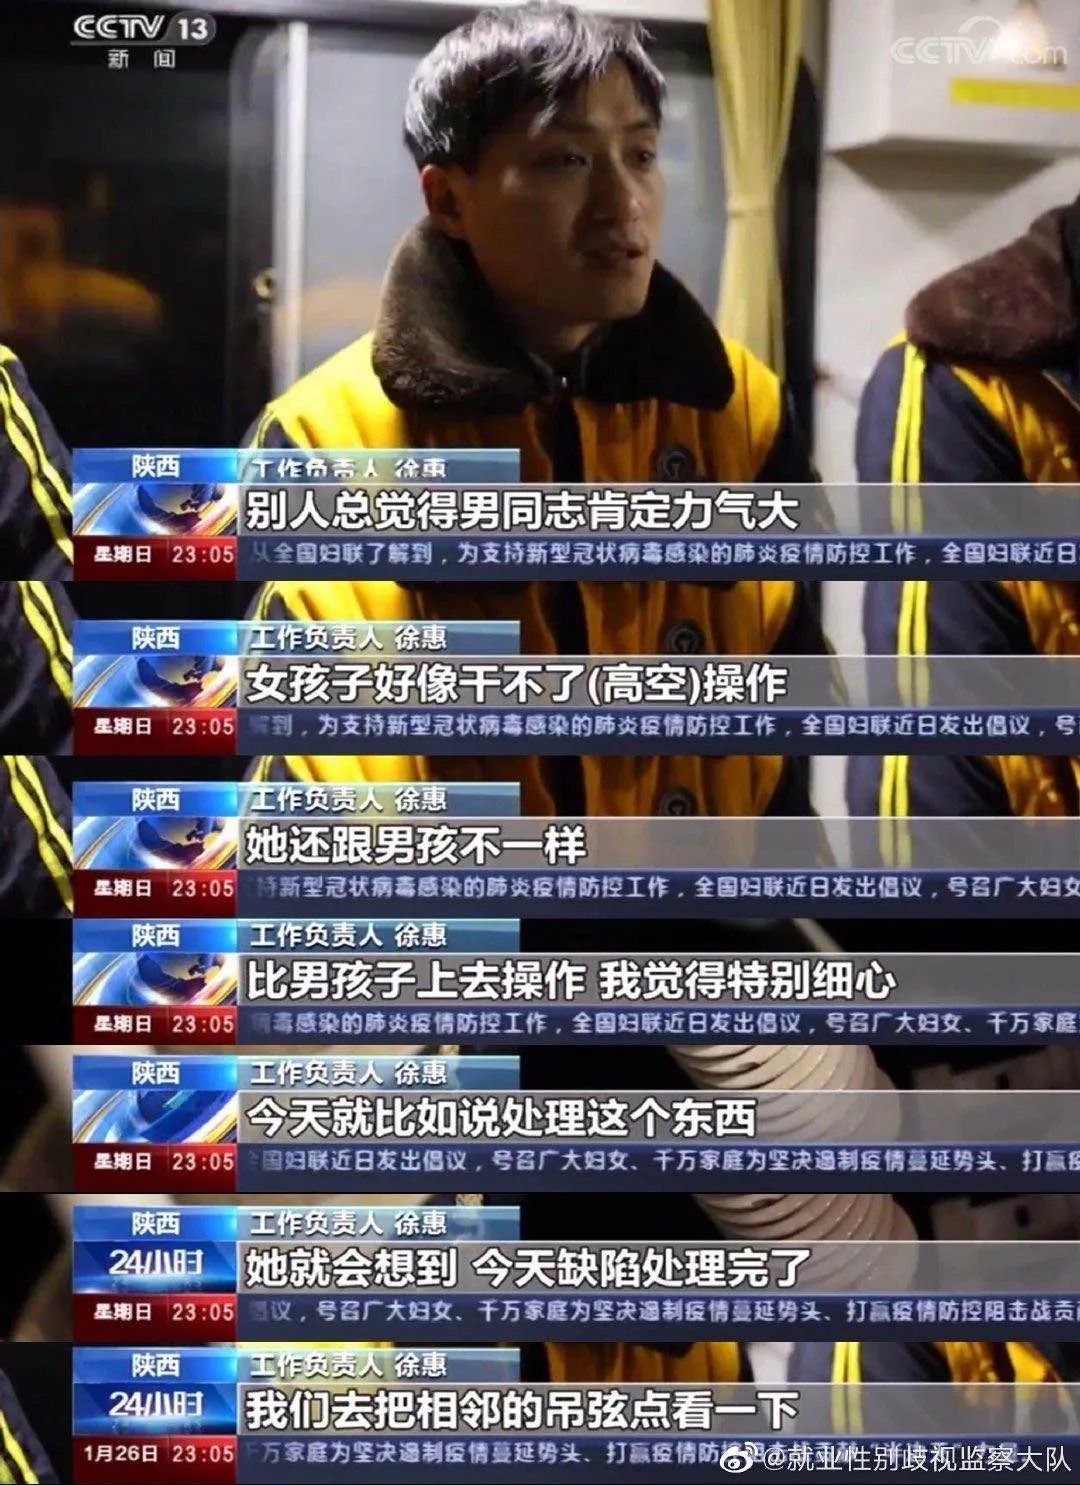 CCTV 13
新闻
CCTV.com
陕西
工作负责人 徐惠
别人总觉得男同志肯定力气大
星期日 23:05
从全国妇联了解到，为支持新型冠状病毒感染的肺炎疫情防控工作，全国妇联近日
陕西
工作负责人 徐惠
女孩子好像干不了(高空)操作
星期日 23:05
解到，为支持新型冠状病毒感染的肺炎疫情防控工作，全国妇联近日发出倡议，号
陕西
工作负责人 徐惠
她还跟男孩不一样
星期日 23:05
持新型冠状病毒感染的肺炎疫情防控工作，全国妇联近日发出倡议，号召广大妇女
陕西
工作负责人 徐惠
比男孩子上去操作 我觉得特别细心
星期日 23:05
病毒感染的肺炎疫情防控工作，全国妇联近日发出倡议，号召广大妇女、千万家庭
陕西
工作负责人 徐惠
今天就比如说处理这个东西
星期日 23:05
全国妇联近日发出倡议，号召广大妇女、千万家庭为坚决遏制疫情蔓延势头、打赢疫
陕西
工作负责人 徐惠
24小时
她就会想到 今天缺陷处理完了
星期日 23:05
倡议，号召广大妇女、千万家庭为坚决遏制疫情蔓延势头、打赢疫情防控阻击战贡献
陕西
工作负责人 徐惠
24小时
我们去把相邻的吊弦点看一下
1月26日 23:05
千万家庭为坚决遏制疫情蔓延势头、打赢疫情防
@就业性别歧视监察大队